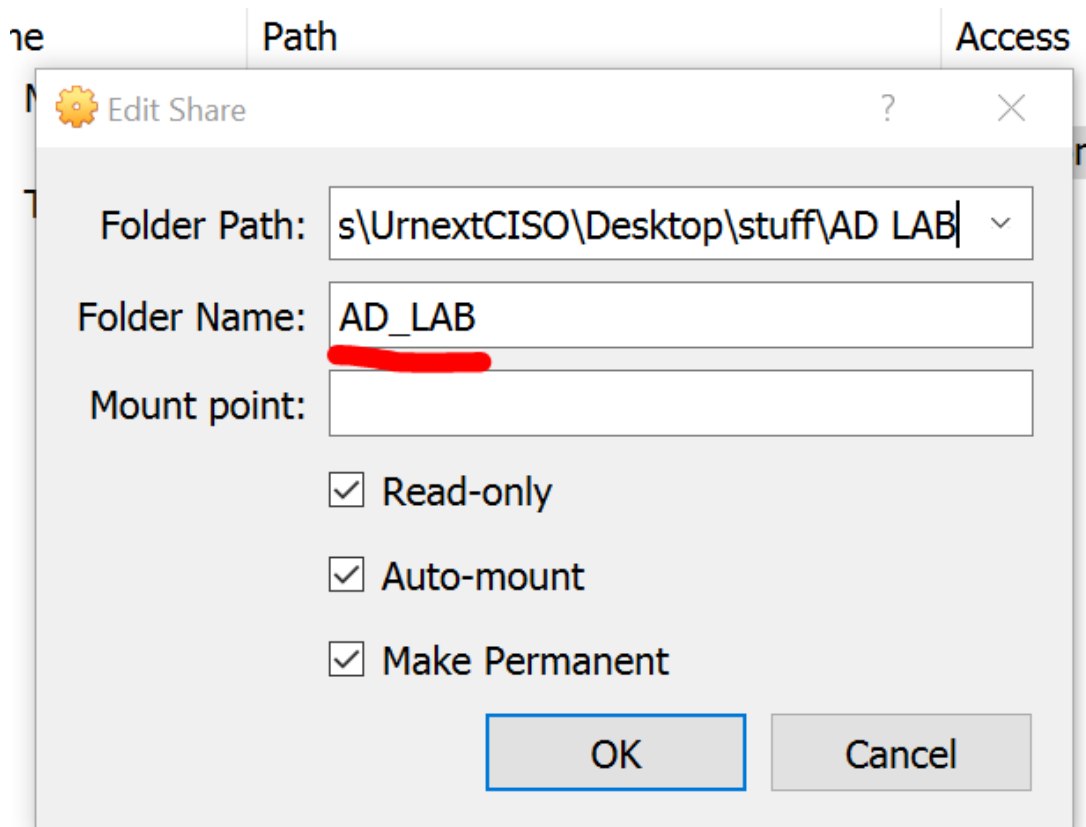 Path Access
Edit Share ?
Folder Path: s\UrnextCISO\Desktop\stuff\AD LAB
Folder Name: AD_LAB
Mount point:
Read-only
Auto-mount
Make Permanent
OK Cancel